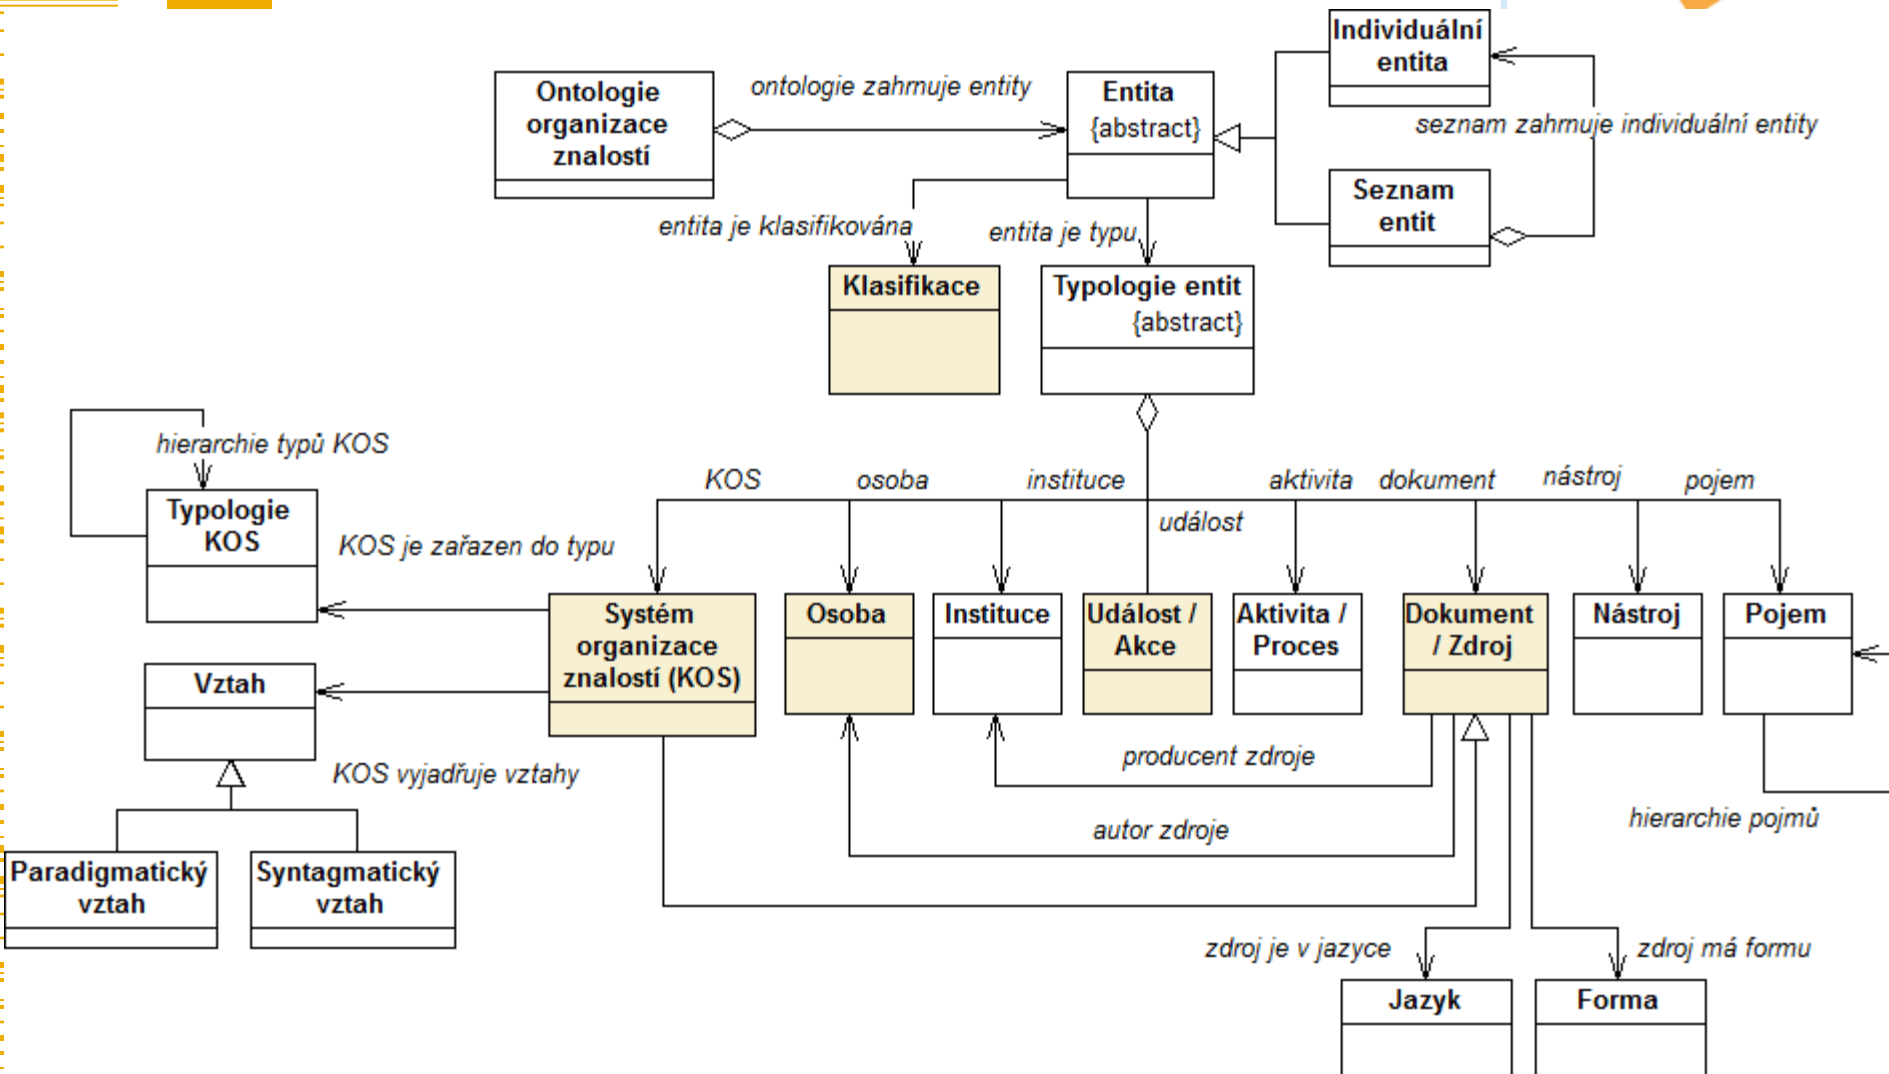 Individuální
entita
Ontologie
organizace
znalostí
ontologie zahrnuje entity
Entita
{abstract}
seznam zahrnuje individuální entity
Seznam
entit
entita je klasifikována
entita je typu
Klasifikace
Typologie entit
{abstract}
hierarchie typů KOS
KOS
osoba
instituce
událost
aktivita
dokument
nástroj
pojem
Typologie
KOS
KOS je zařazen do typu
Systém
organizace
znalostí (KOS)
Osoba
Instituce
Událost /
Akce
Aktivita /
Proces
Dokument
/ Zdroj
Nástroj
Pojem
Vztah
KOS vyjadřuje vztahy
producent zdroje
autor zdroje
hierarchie pojmů
Paradigmatický
vztah
Syntagmatický
vztah
zdroj je v jazyce
zdroj má formu
Jazyk
Forma